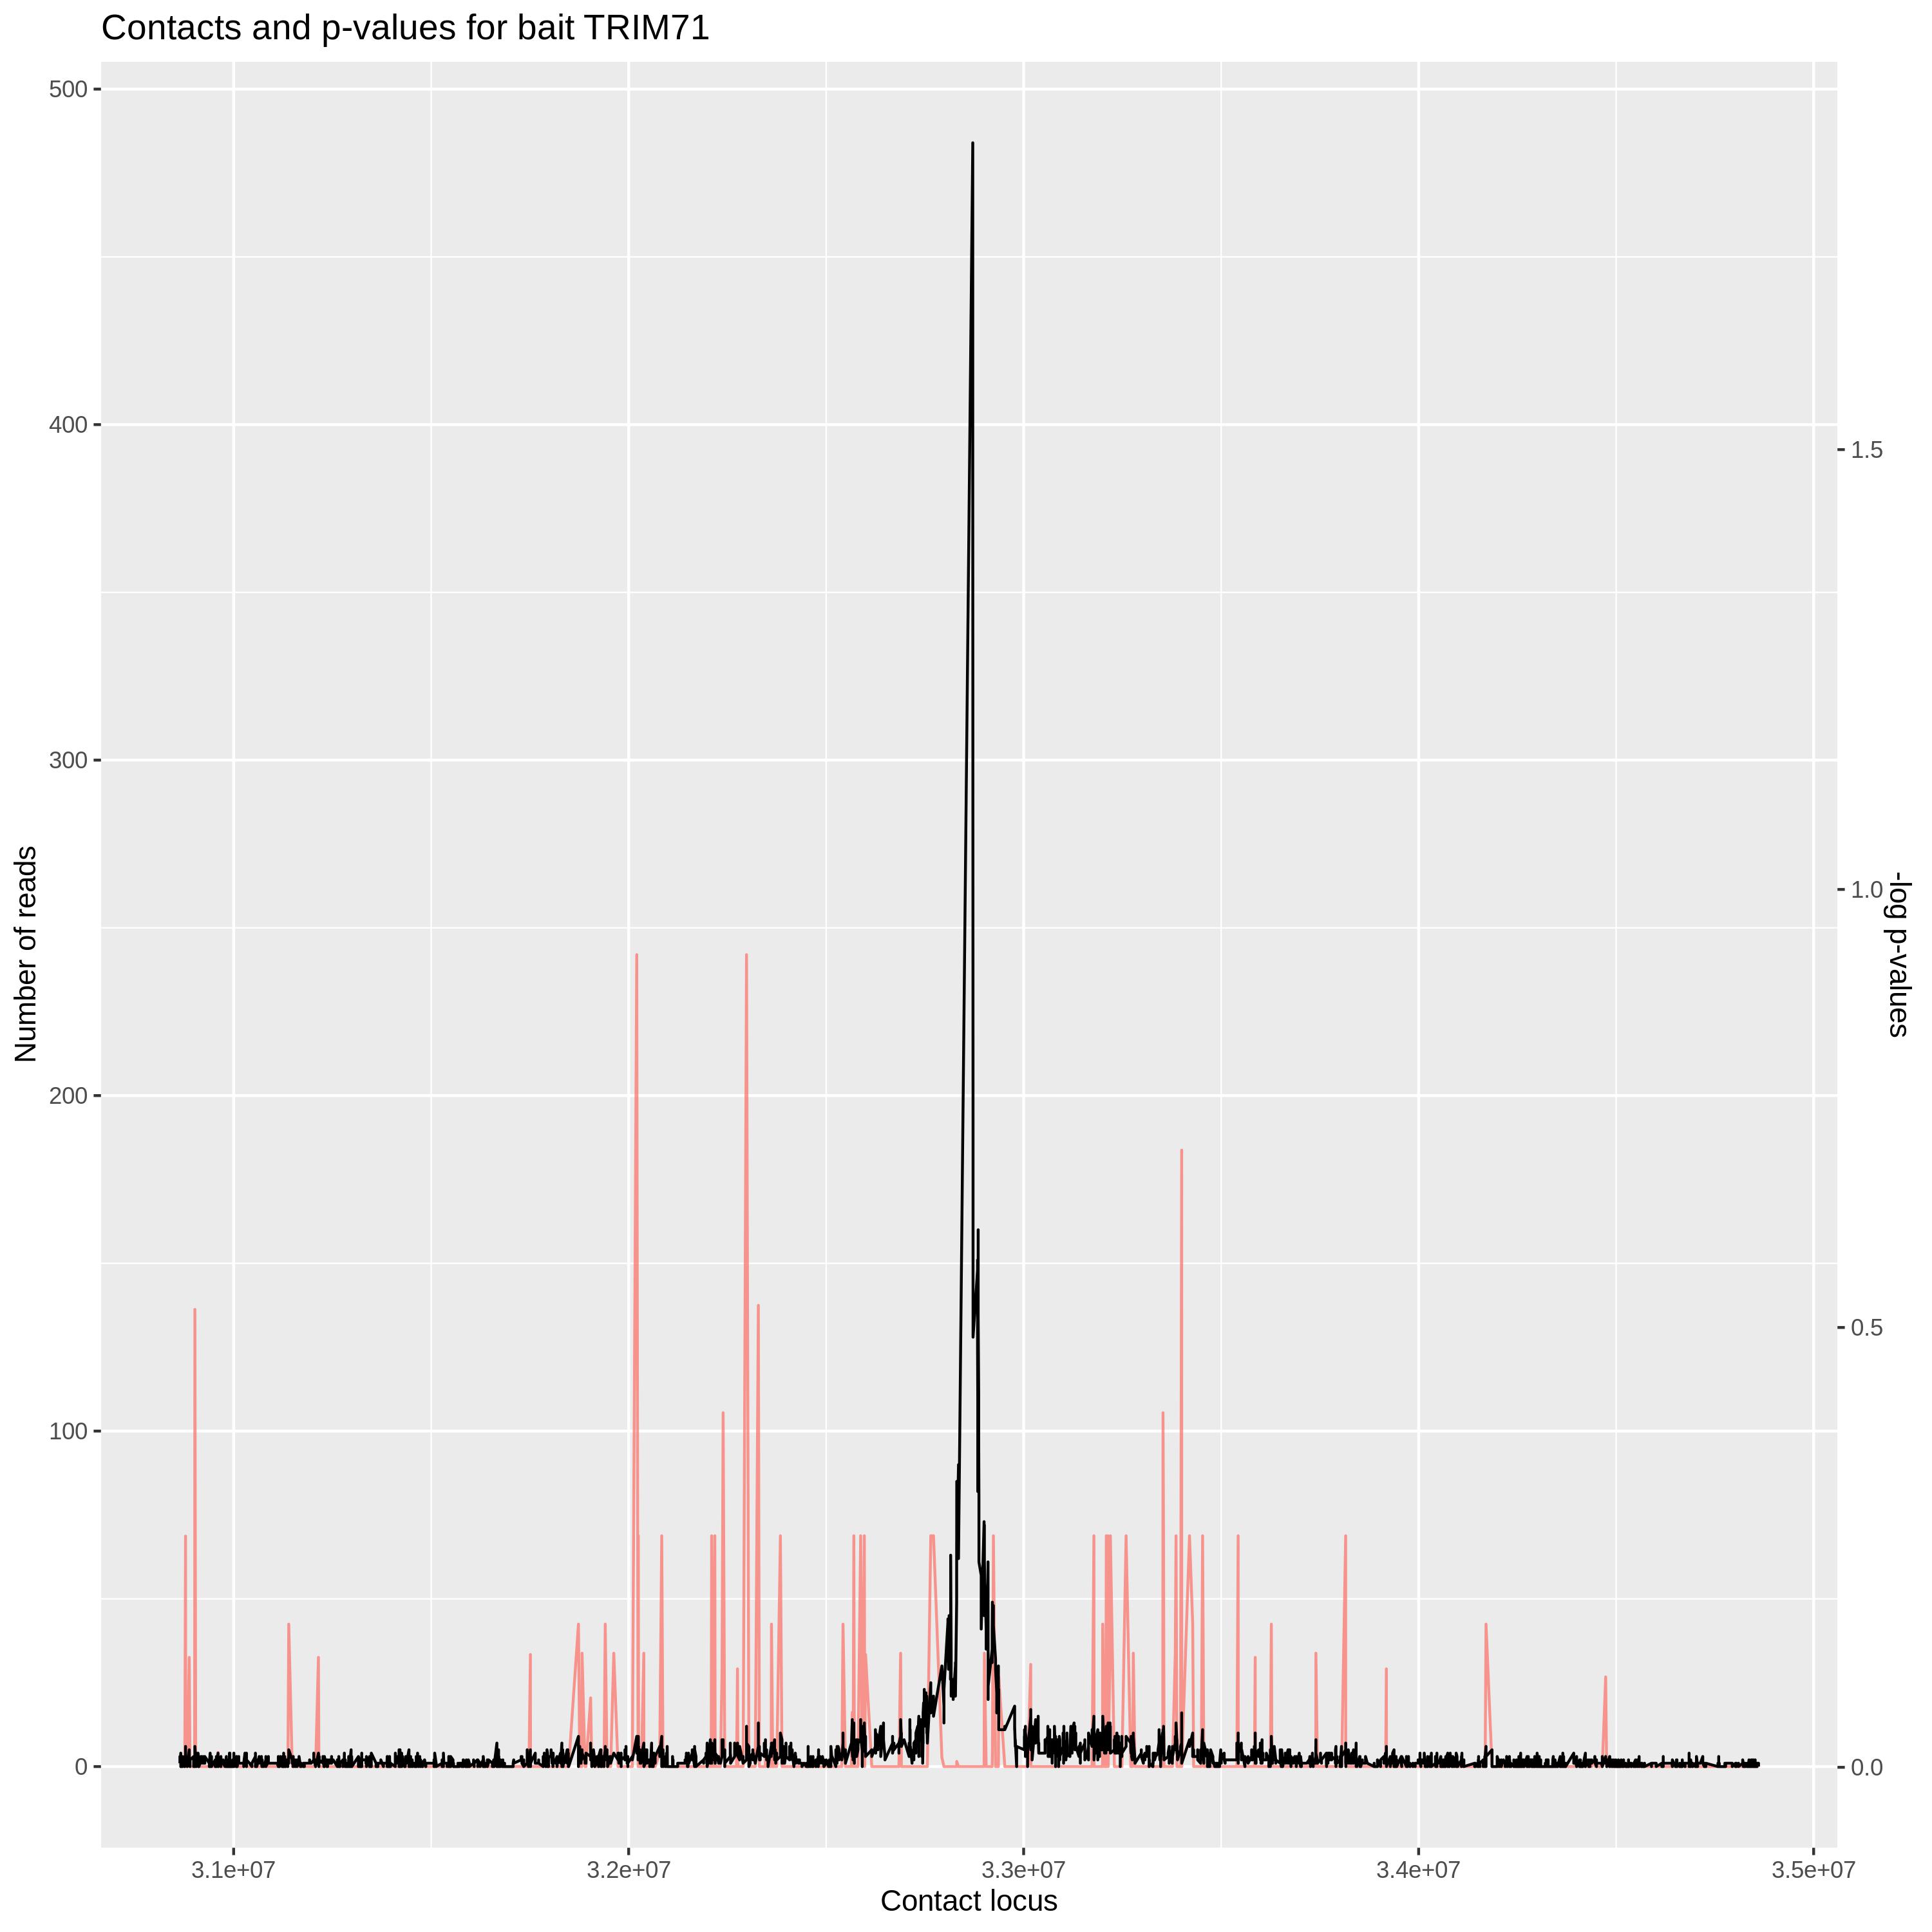 Contacts and p-values for bait TRIM71
500
400
300
200
100
0
Number of reads
1.5
1.0
0.5
0.0
-log p-values
3.1e+07 3.2e+07 3.3e+07 3.4e+07 3.5e+07
Contact locus